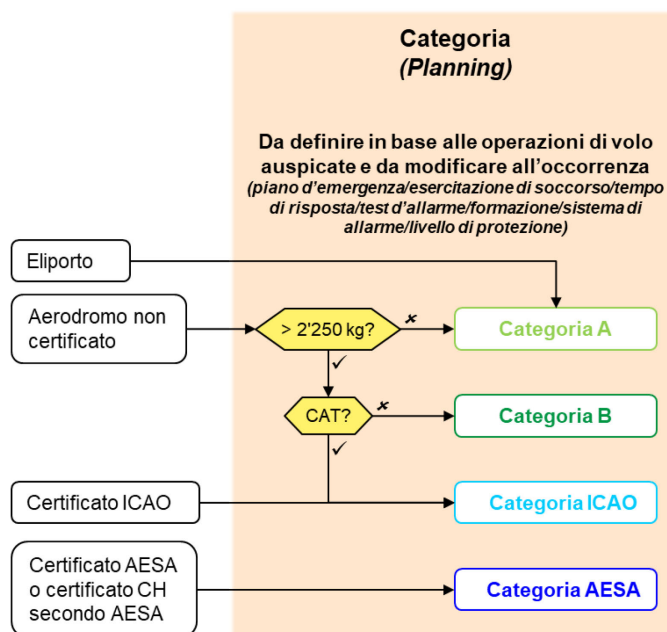 Categoria
(Planning)
Da definire in base alle operazioni di volo
auspicate e da modificare all'occorrenza
(piano d'emergenza/esercitazione di soccorso/tempo
di risposta/test d'allarme/formazione/sistema di
allarme/livello di protezione)
Eliporto
Aerodromo non
certificato
> 2'250 kg?
✗
Categoria A
✓
CAT?
✗
Categoria B
✓
Certificato ICAO
Categoria ICAO
Certificato AESA
o certificato CH
secondo AESA
Categoria AESA